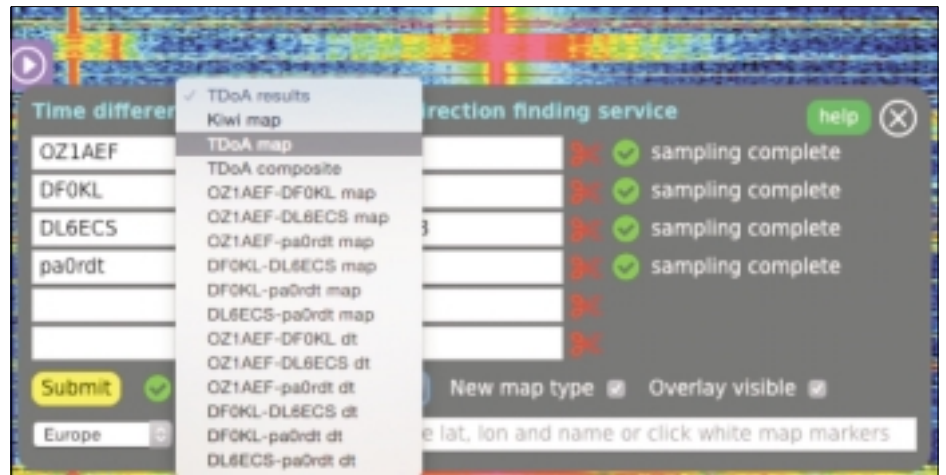 Time differer
rection finding service
help
OZ1AEF
DF0KL
DL6ECS
pa0rdt
sampling complete
sampling complete
sampling complete
sampling complete
✓ TDoA results
Kiwi map
TDoA map
TDoA composite
OZ1AEF-DF0KL map
OZ1AEF-DL6ECS map
OZ1AEF-pa0rdt map
DF0KL-DL6ECS map
DF0KL-pa0rdt map
DL6ECS-pa0rdt map
OZ1AEF-DF0KL dt
OZ1AEF-DL6ECS dt
OZ1AEF-pa0rdt dt
DF0KL-DL6ECS dt
DF0KL-pa0rdt dt
DL6ECS-pa0rdt dt
Submit
New map type
Overlay visible
Europe
e lat, lon and name or click white map markers